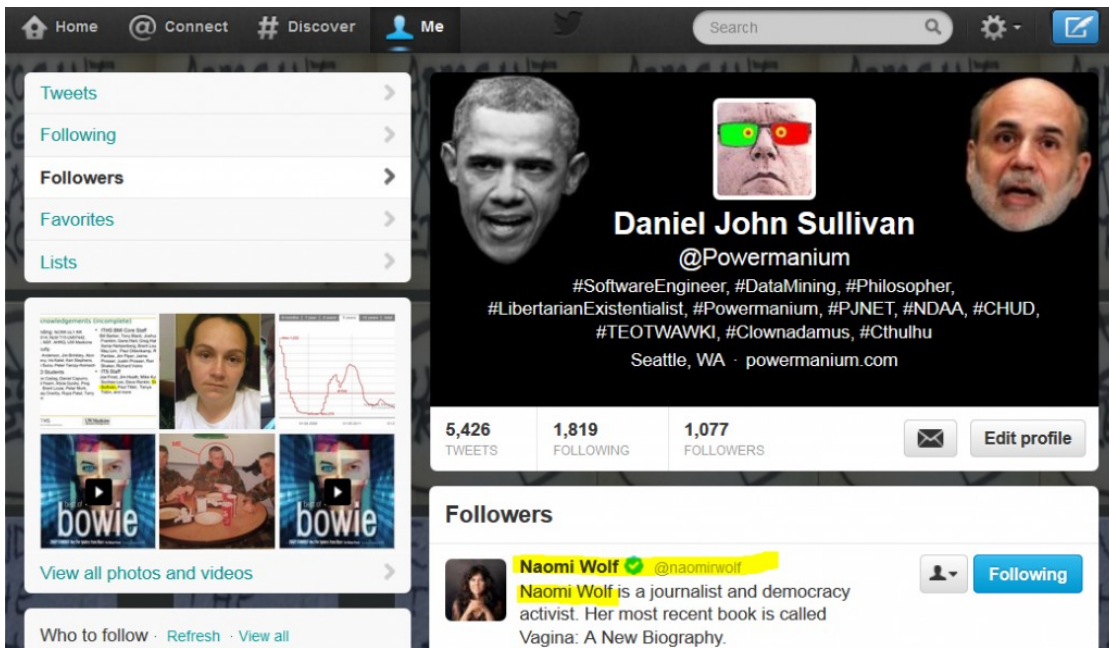 Home @ Connect # Discover Me Search
Tweets
Following
Followers
Favorites
Lists
Daniel John Sullivan
@Powermanium
#SoftwareEngineer, #DataMining, #Philosopher,
#LibertarianExistentialist, #Powermanium, #PJNET, #NDAA, #CHUD,
#TEOTWAWKI, #Clownadamus, #Cthulhu
Seattle, WA · powermanium.com
knowledgements (incomplete)
ME
bowie
bowie
View all photos and videos
Who to follow · Refresh · View all
5,426 1,819 1,077
TWEETS FOLLOWING FOLLOWERS
Edit profile
Followers
Naomi Wolf @naomirwolf
Following
Naomi Wolf is a journalist and democracy
activist. Her most recent book is called
Vagina: A New Biography.